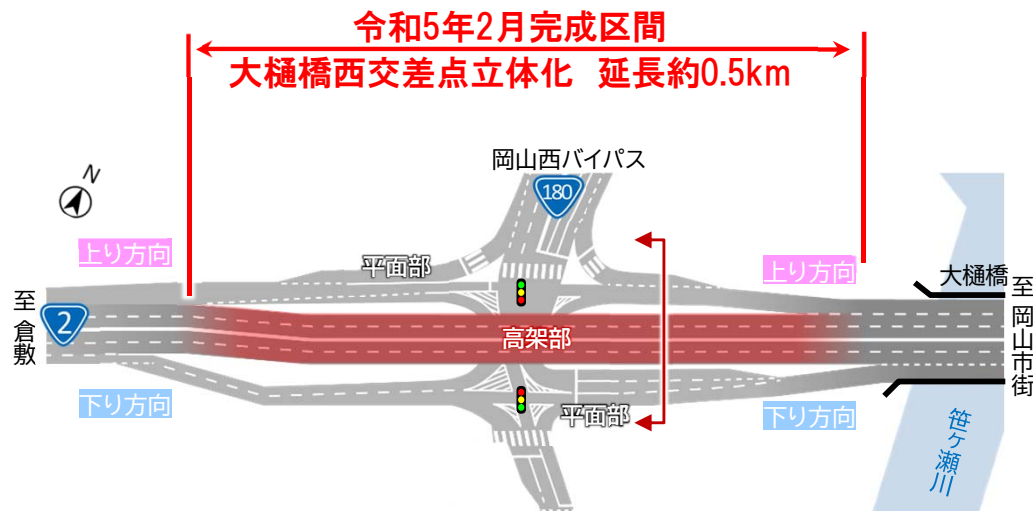 令和5年2月完成区間
大樋橋西交差点立体化 延長約0.5km
岡山西バイパス
180
N
上り方向
平面部
上り方向
大樋橋
至倉敷
2
高架部
至岡山市街
下り方向
平面部
下り方向
笹ヶ瀬川